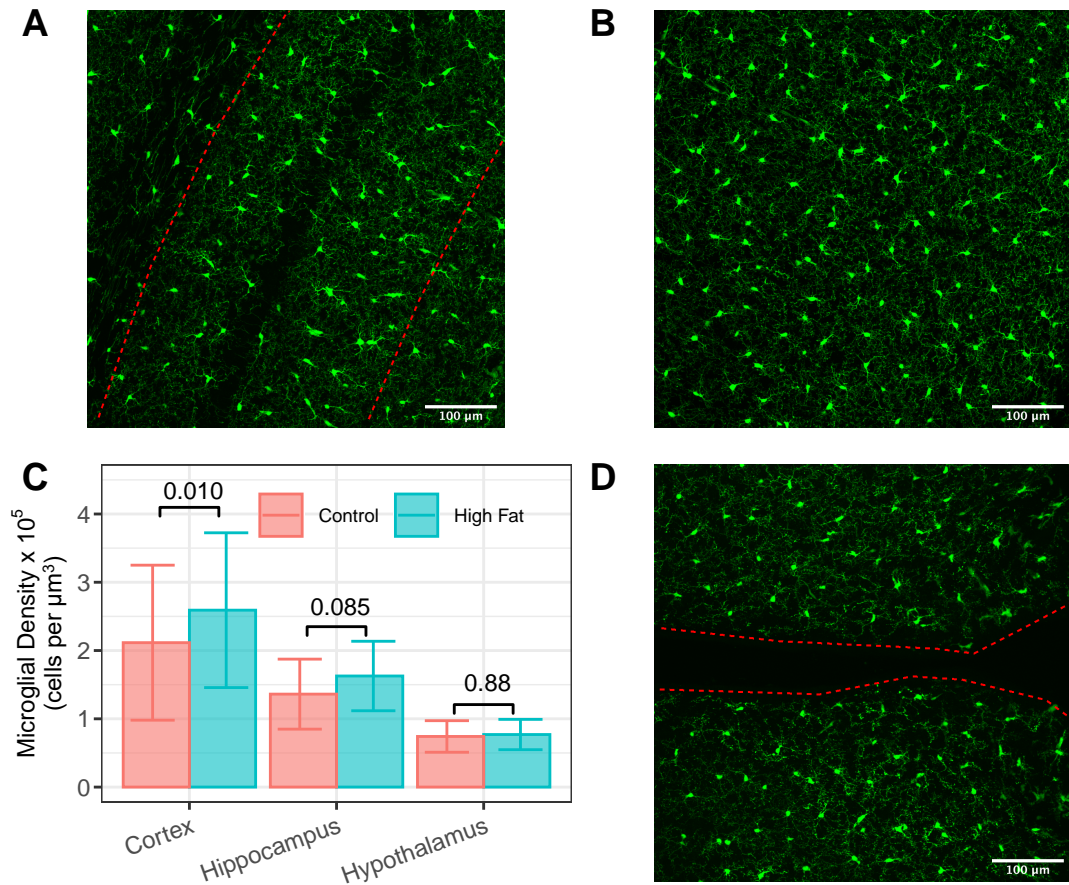 A
B
100 µm
100 µm
C
D
0.010
Control
High Fat
0.085
0.88
4
3
2
1
0
Microglial Density x 10⁵
(cells per µm³)
Cortex
Hippocampus
Hypothalamus
100 µm